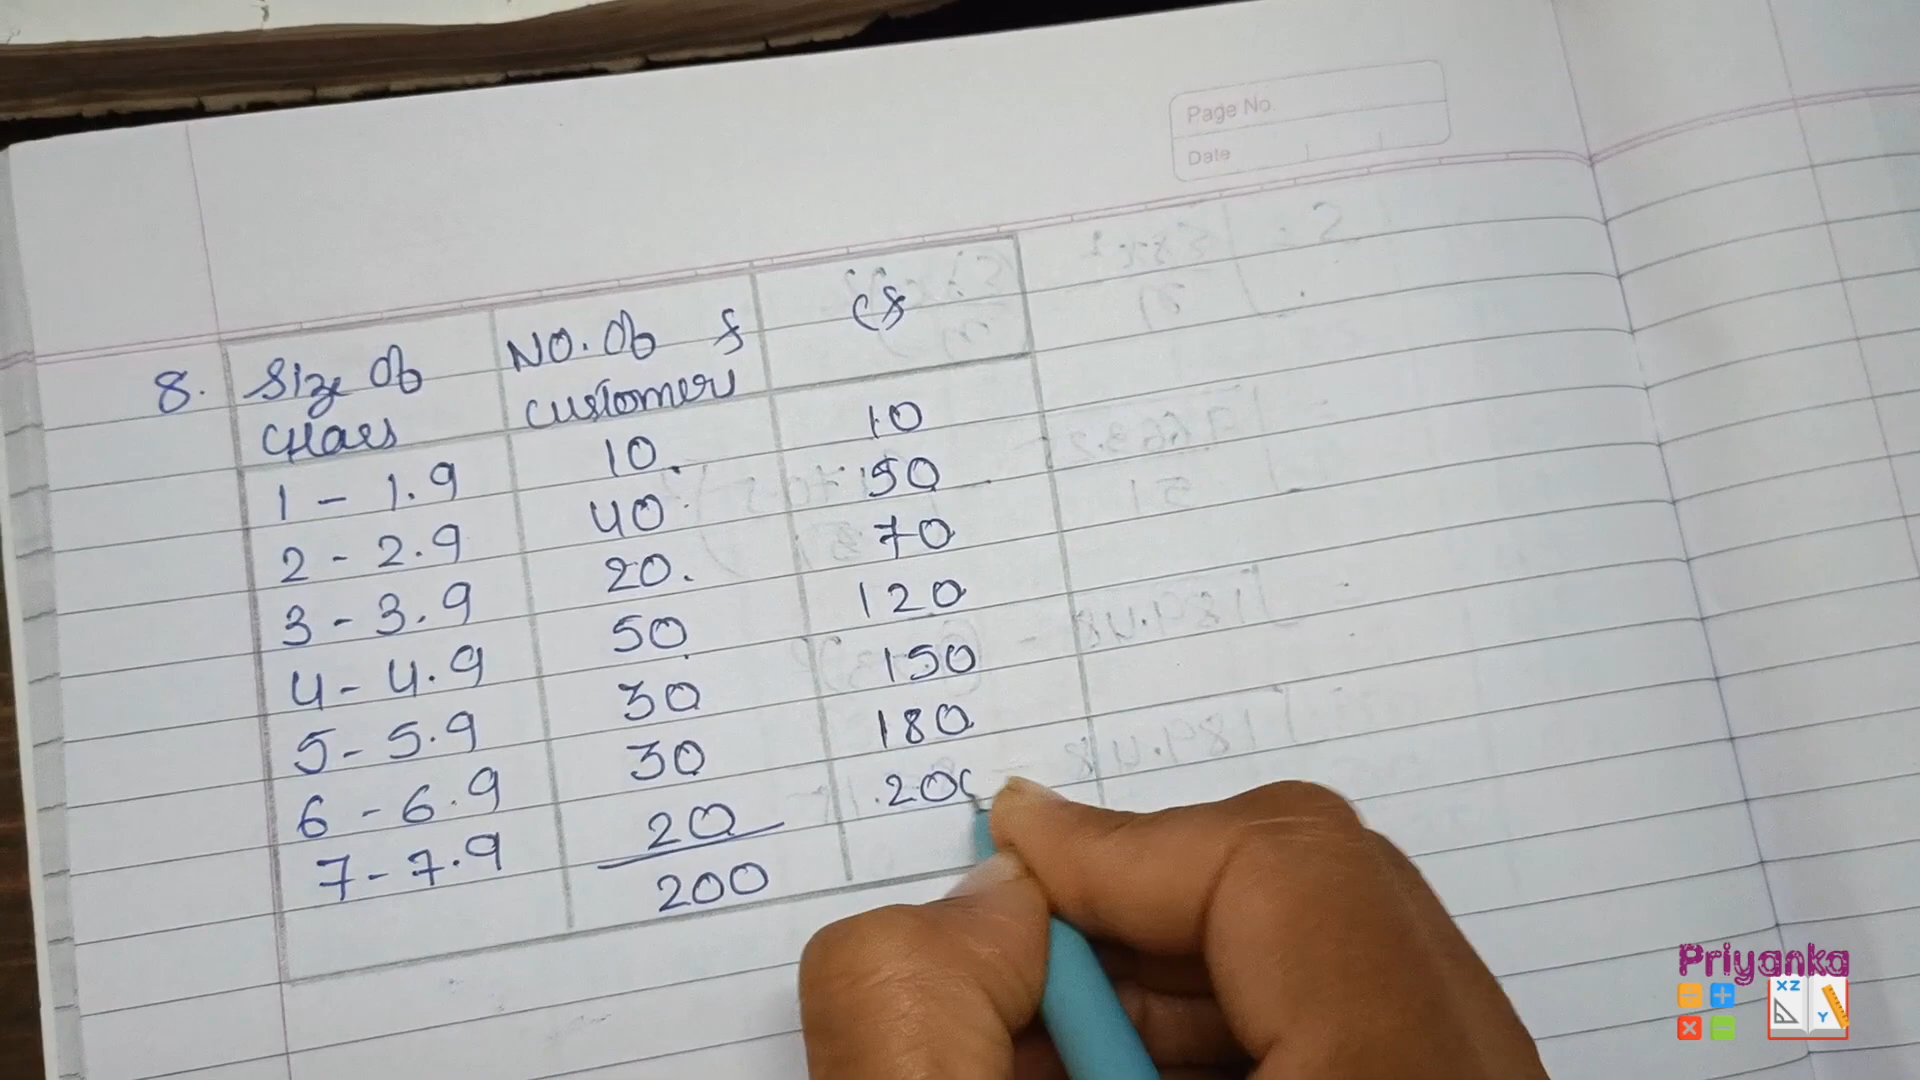 Page No.
Date
8. Size of No. of f cf
class customers
1 - 1.9 10. 10
2 - 2.9 40 50
3 - 3.9 20. 70
4 - 4.9 50 120
5 - 5.9 30 150
6 - 6.9 30 180
7 - 7.9 20 200
200
Priyanka
XZ
Y